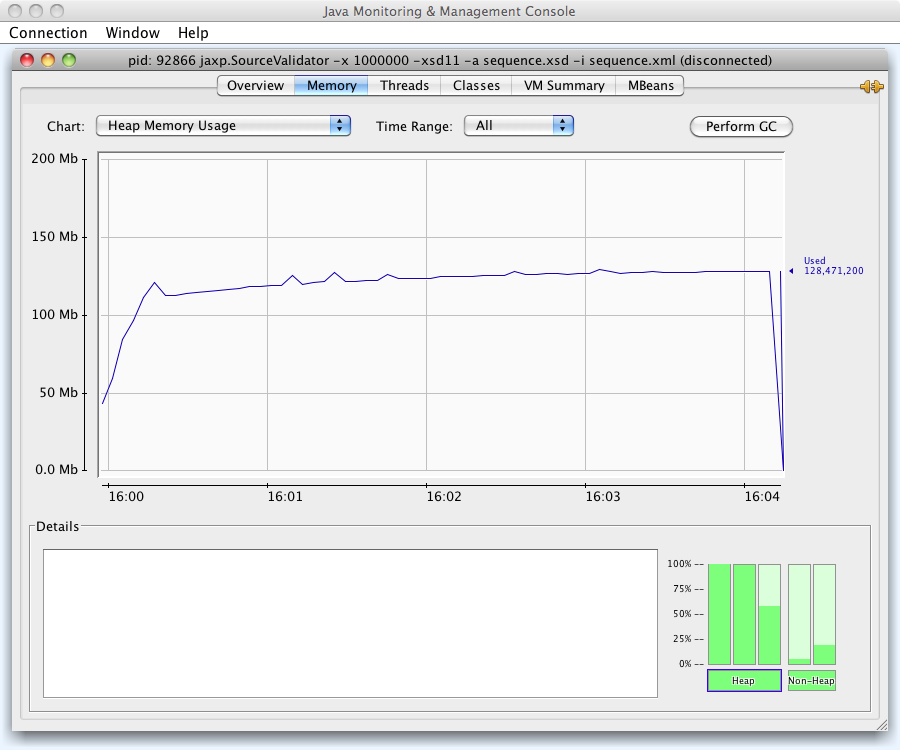 Java Monitoring & Management Console
Connection Window Help
pid: 92866 jaxp.SourceValidator -x 1000000 -xsd11 -a sequence.xsd -i sequence.xml (disconnected)
Overview Memory Threads Classes VM Summary MBeans
Chart: Heap Memory Usage Time Range: All Perform GC
200 Mb
150 Mb
Used
128,471,200
100 Mb
50 Mb
0.0 Mb
16:00 16:01 16:02 16:03 16:04
Details
100% --
75% --
50% --
25% --
0% --
Heap Non-Heap